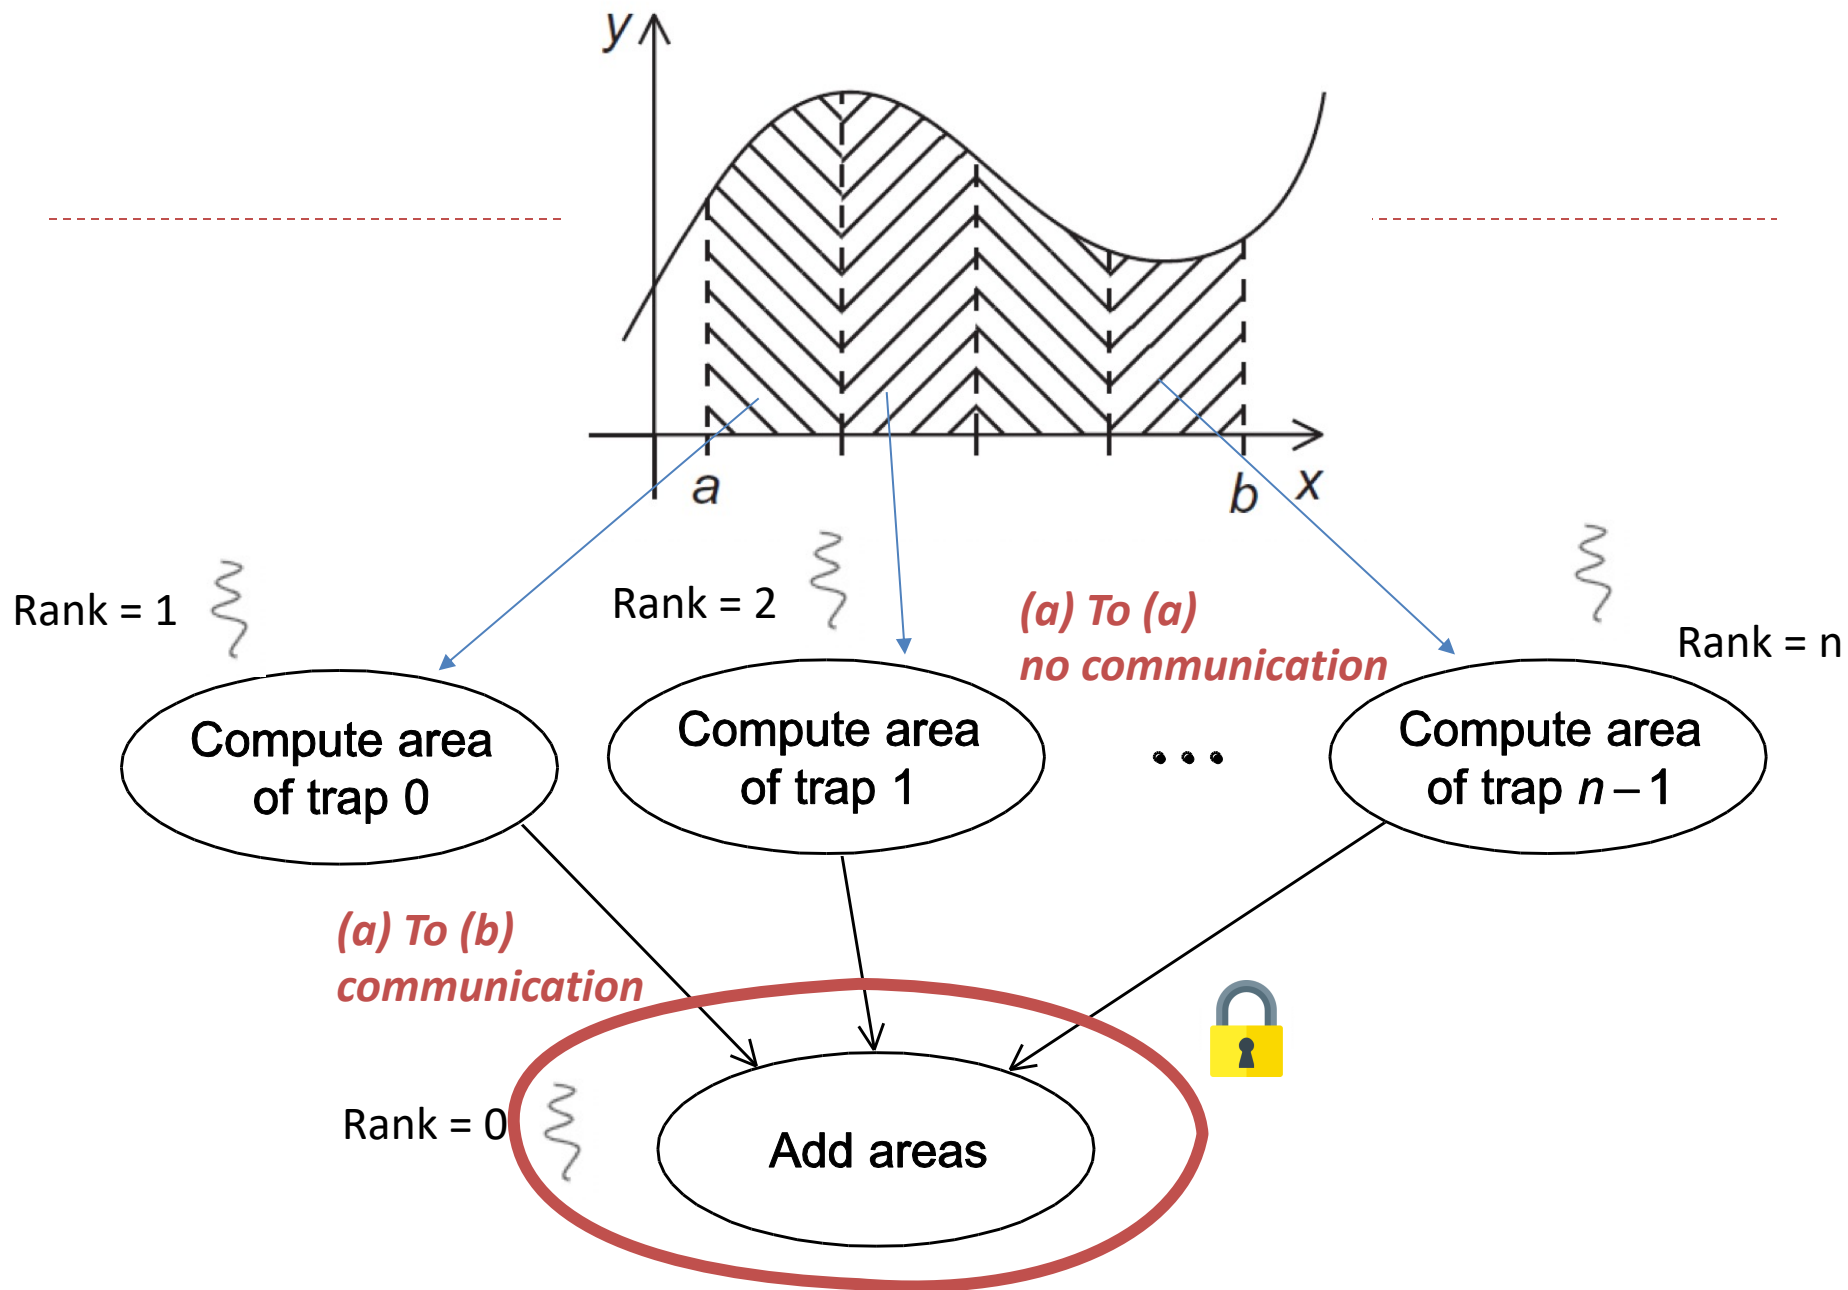 y
a
b
x
Rank = 1
Rank = 2
(a) To (a)
no communication
Rank = n
Compute area
of trap 0
Compute area
of trap 1
• • •
Compute area
of trap n – 1
(a) To (b)
communication
Rank = 0
Add areas